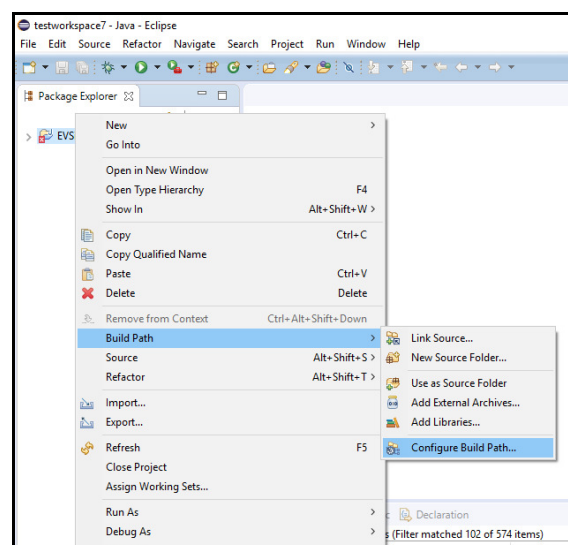 testworkspace7 - Java - Eclipse
File Edit Source Refactor Navigate Search Project Run Window Help
Package Explorer
EVS
New
Go Into
Open in New Window
Open Type Hierarchy F4
Show In Alt+Shift+W >
Copy Ctrl+C
Copy Qualified Name
Paste Ctrl+V
Delete Delete
Remove from Context Ctrl+Alt+Shift+Down
Build Path
Source Alt+Shift+S >
Refactor Alt+Shift+T >
Import...
Export...
Refresh F5
Close Project
Assign Working Sets...
Run As
Debug As
Link Source...
New Source Folder...
Use as Source Folder
Add External Archives...
Add Libraries...
Configure Build Path...
Declaration
(Filter matched 102 of 574 items)